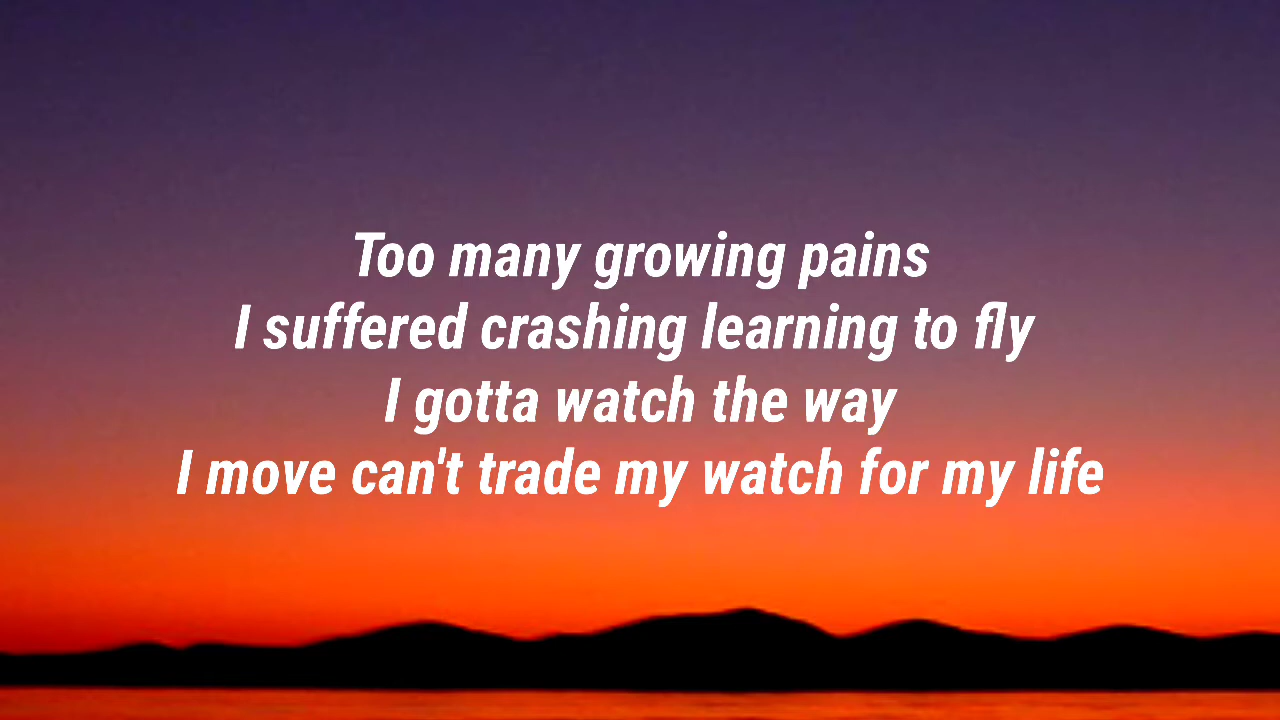 Too many growing pains
I suffered crashing learning to fly
I gotta watch the way
I move can't trade my watch for my life